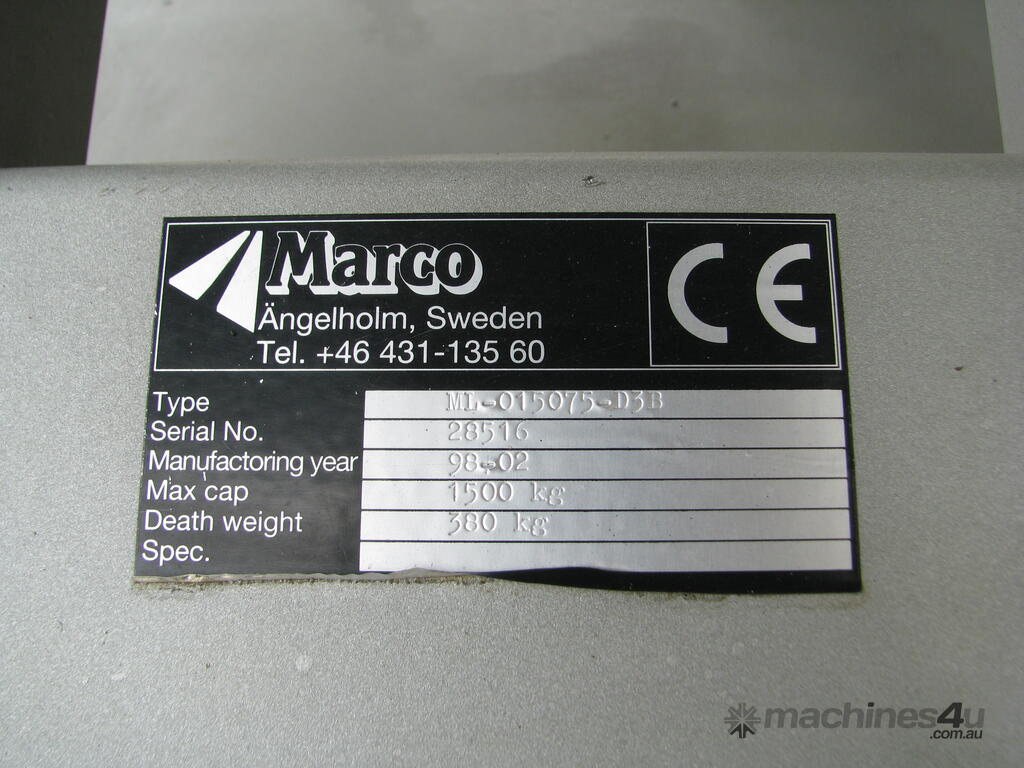 Marco
Ängelholm, Sweden
Tel. +46 431-135 60
CE
Type ML-015075-D3B
Serial No. 28516
Manufactoring year 98-02
Max cap 1500 kg
Death weight 380 kg
Spec.
machines4u
.com.au